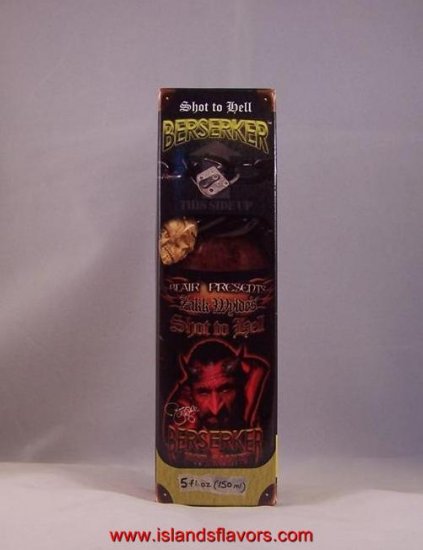 Shot to Hell
BERSERKER
THIS SIDE UP
BLAIR PRESENTS
Zakk Wylde's
Shot to Hell
BERSERKER
5 fl.oz (150 ml)
www.islandsflavors.com